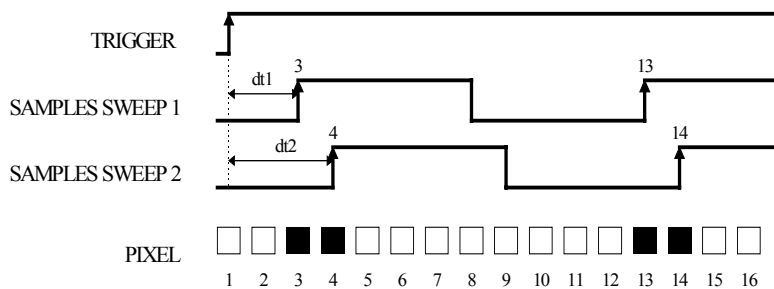 TRIGGER
dt1
3
13
SAMPLES SWEEP 1
dt2
4
14
SAMPLES SWEEP 2
PIXEL
1 2 3 4 5 6 7 8 9 10 11 12 13 14 15 16